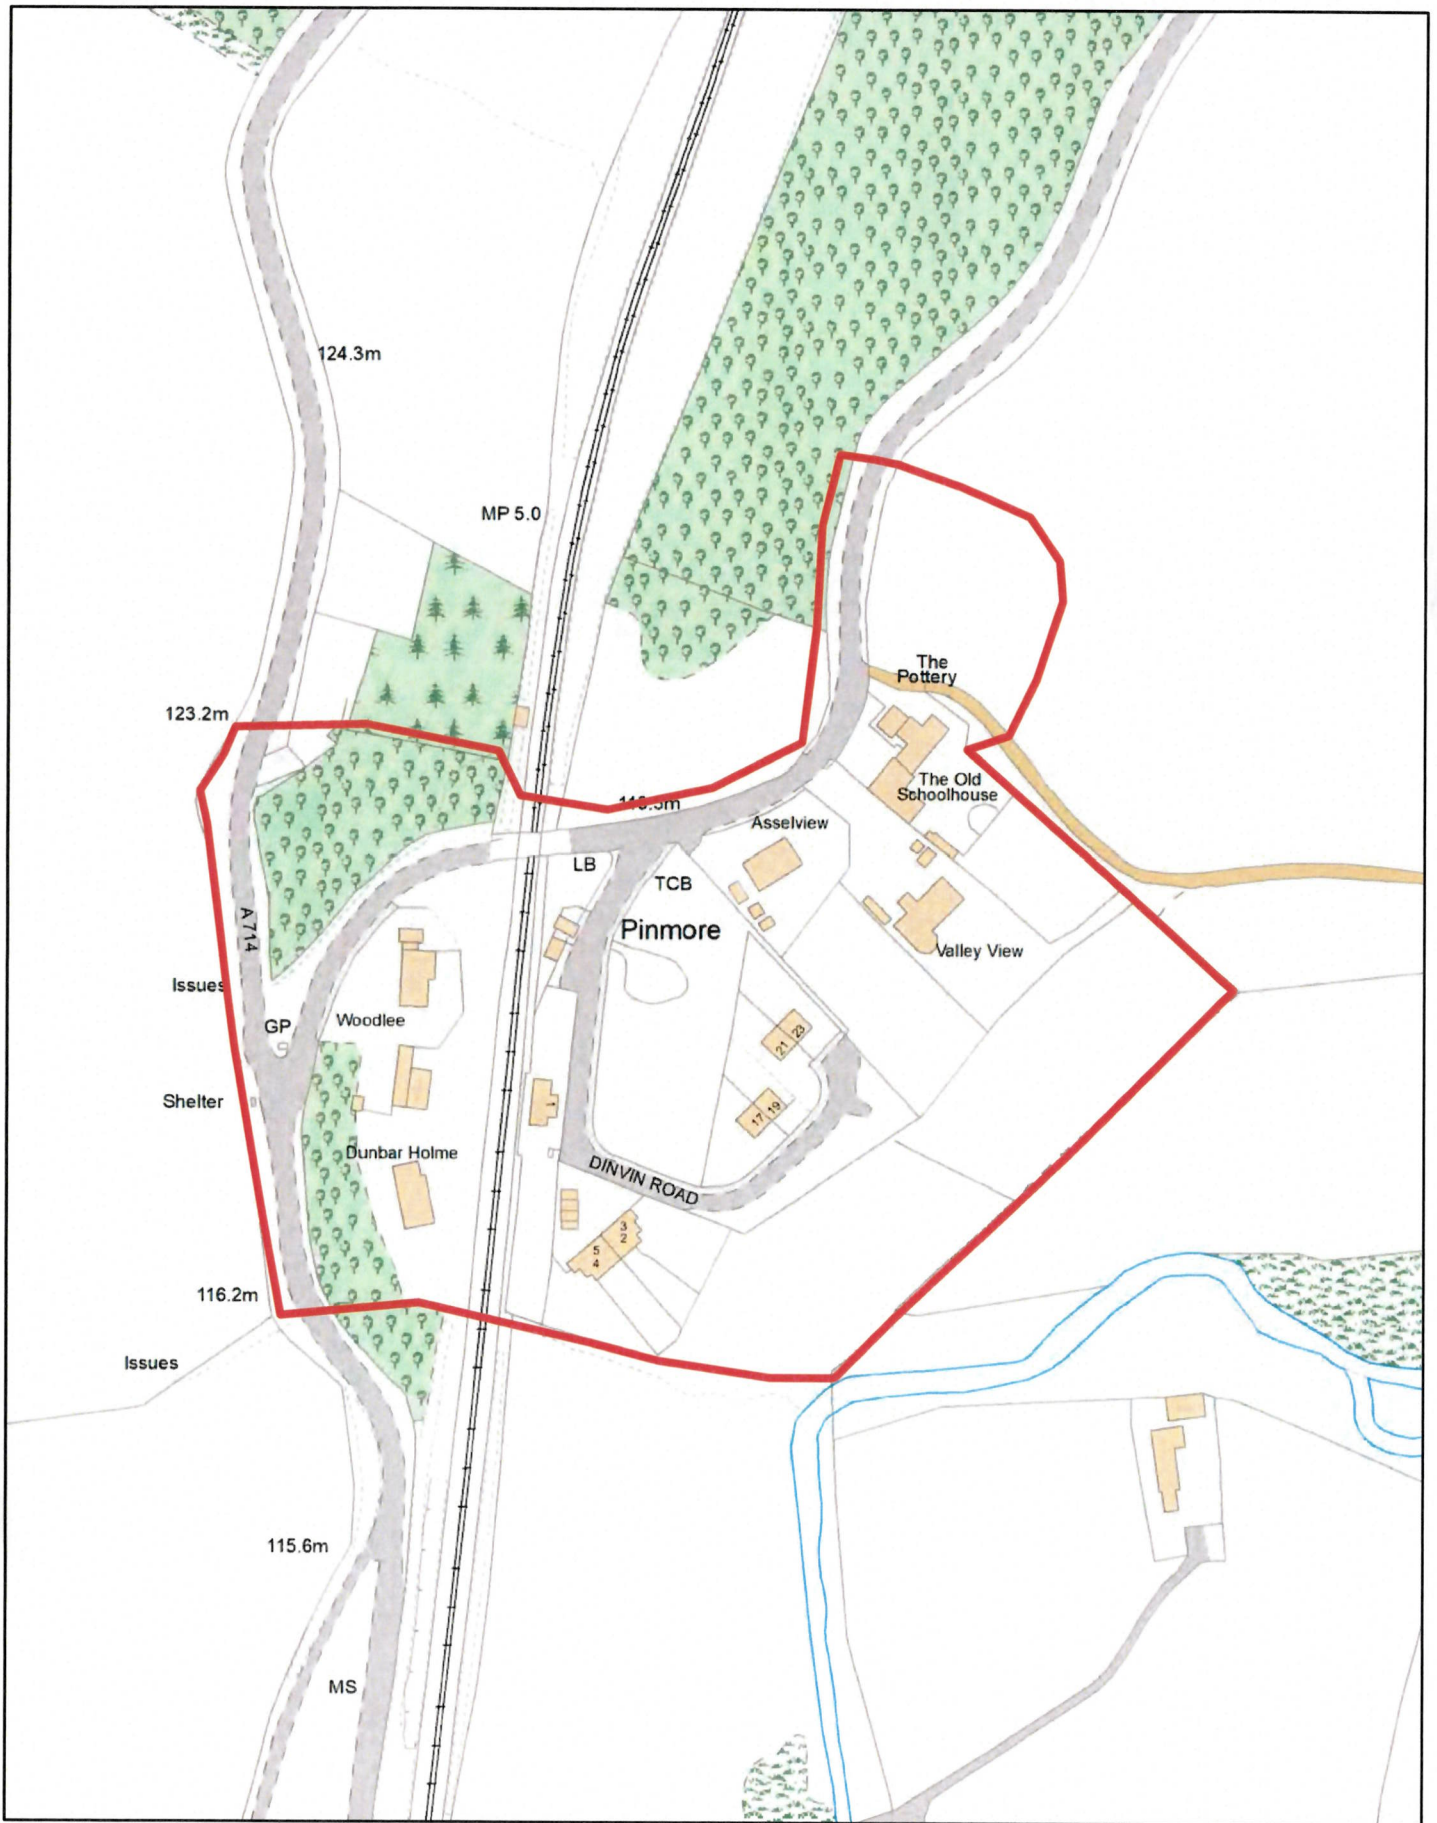 124.3m
MP 5.0
The
Pottery
123.2m
The Old
Schoolhouse
Asselview
LB
TCB
Pinmore
A 714
Valley View
Issues
GP
Woodlee
23
21
Shelter
1
19
17
Dunbar Holme
DINVIN ROAD
3
2
5
4
116.2m
Issues
115.6m
MS